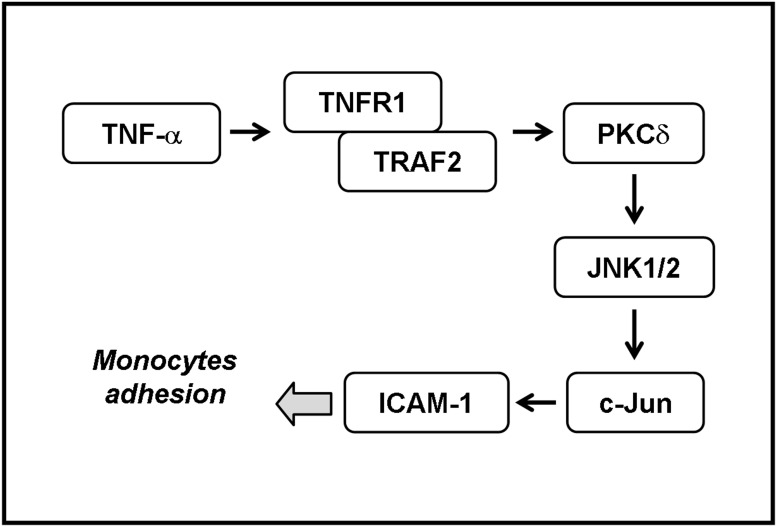 TNF-α
TNFR1
TRAF2
PKCδ
JNK1/2
c-Jun
ICAM-1
Monocytes
adhesion